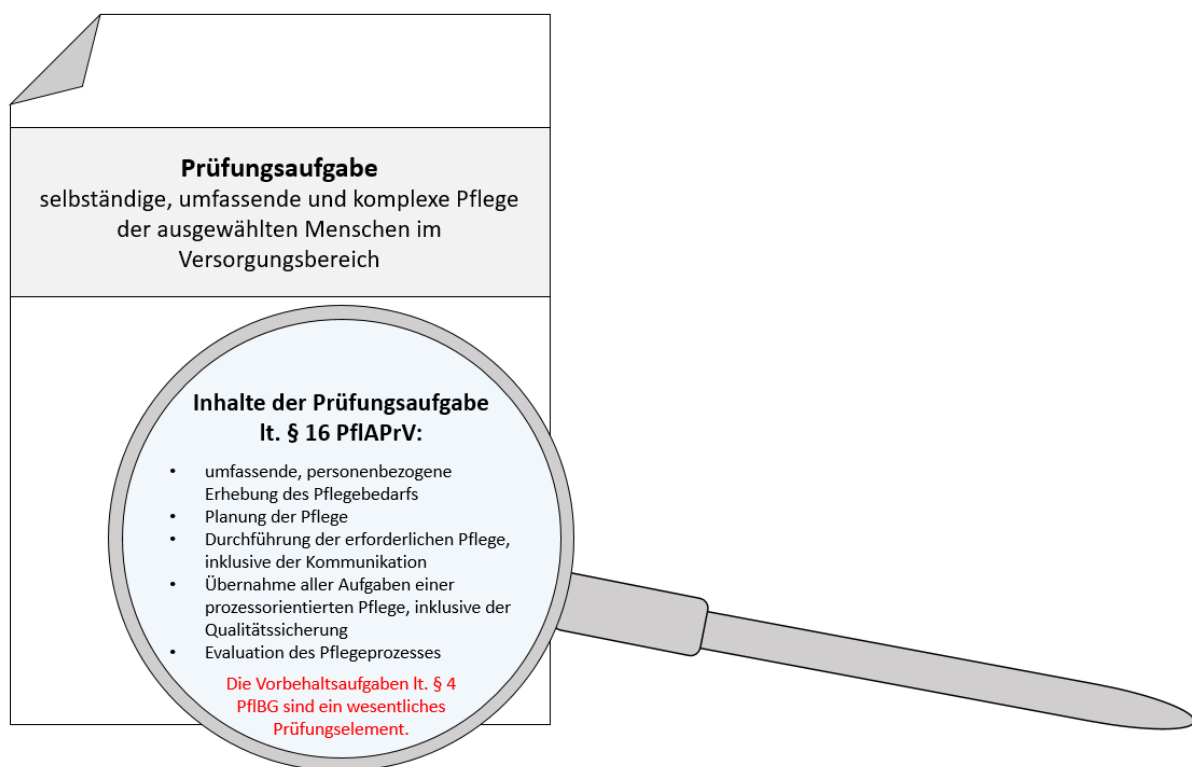 Prüfungsaufgabe
selbständige, umfassende und komplexe Pflege
der ausgewählten Menschen im
Versorgungsbereich
Inhalte der Prüfungsaufgabe
lt. § 16 PflAPrV:
• umfassende, personenbezogene
Erhebung des Pflegebedarfs
• Planung der Pflege
• Durchführung der erforderlichen Pflege,
inklusive der Kommunikation
• Übernahme aller Aufgaben einer
prozessorientierten Pflege, inklusive der
Qualitätssicherung
• Evaluation des Pflegeprozesses
Die Vorbehaltsaufgaben lt. § 4
PflBG sind ein wesentliches
Prüfungselement.